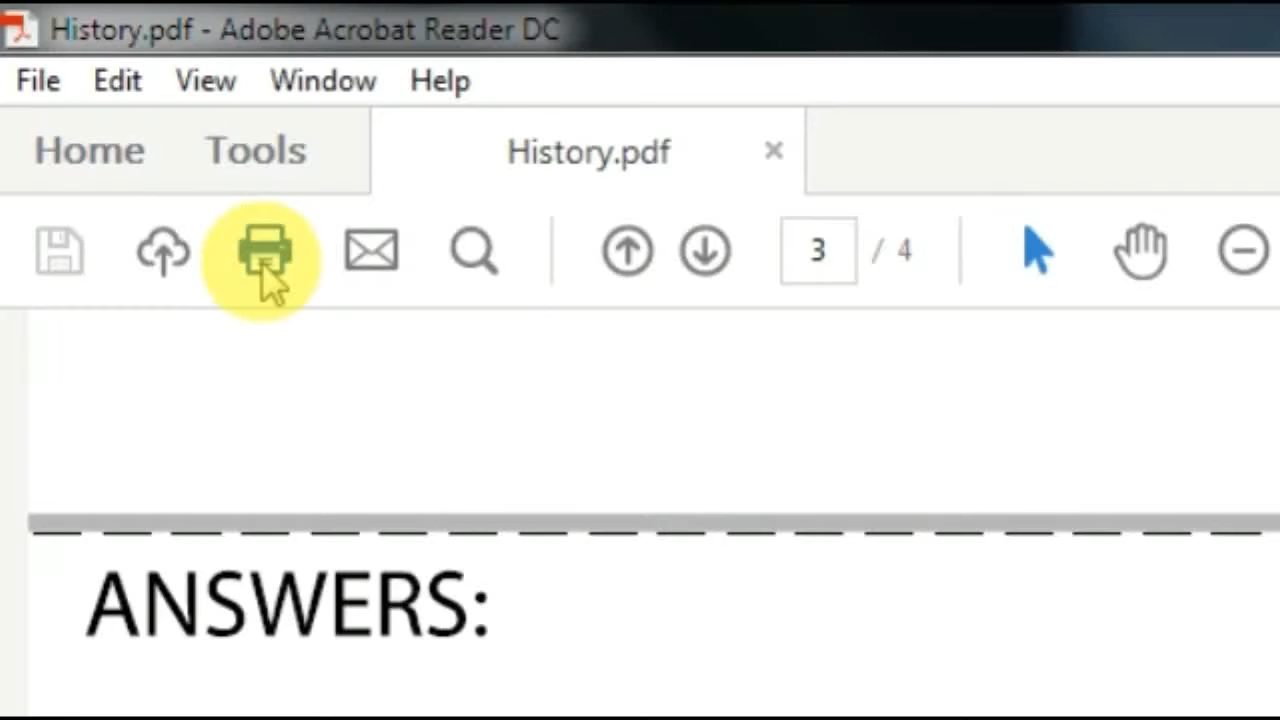 History.pdf - Adobe Acrobat Reader DC
File Edit View Window Help
Home Tools History.pdf
3 / 4
ANSWERS: